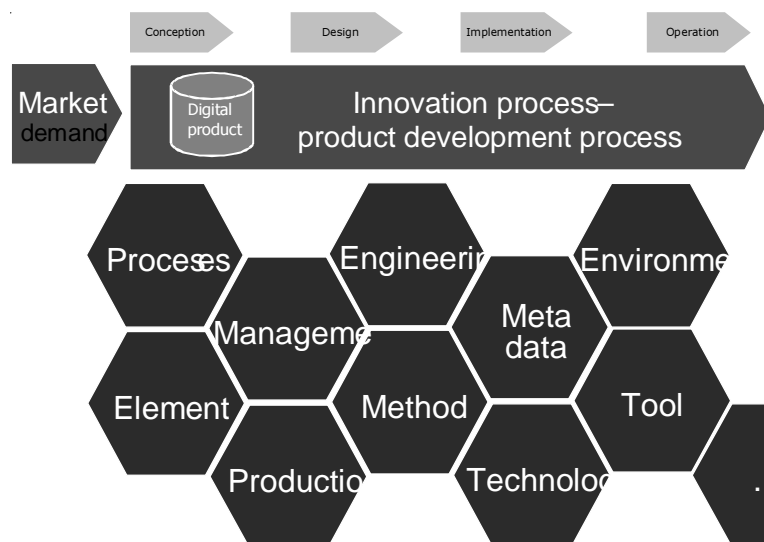 Conception
Design
Implementation
Operation
Market
demand
Digital
product
Innovation process–
product development process
Processes
Engineerin
Environme
Manageme
Meta
data
Element
Method
Tool
Productio
Technolog
.